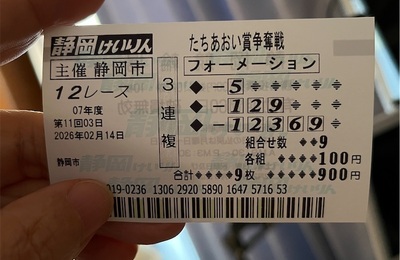 静岡けいりん
たちあおい賞争奪戦
主催 静岡市
フォーメーション
12レース
07年度
第11回03日
2026年02月14日
静岡市
3連複
◆-5
◆-129
◆-12369
組合せ数◆◆9
各組◆◆◆◆100円
合計◆◆◆◆9枚◆◆◆◆900円
019-0236 1306 2920 5890 1647 5716 53